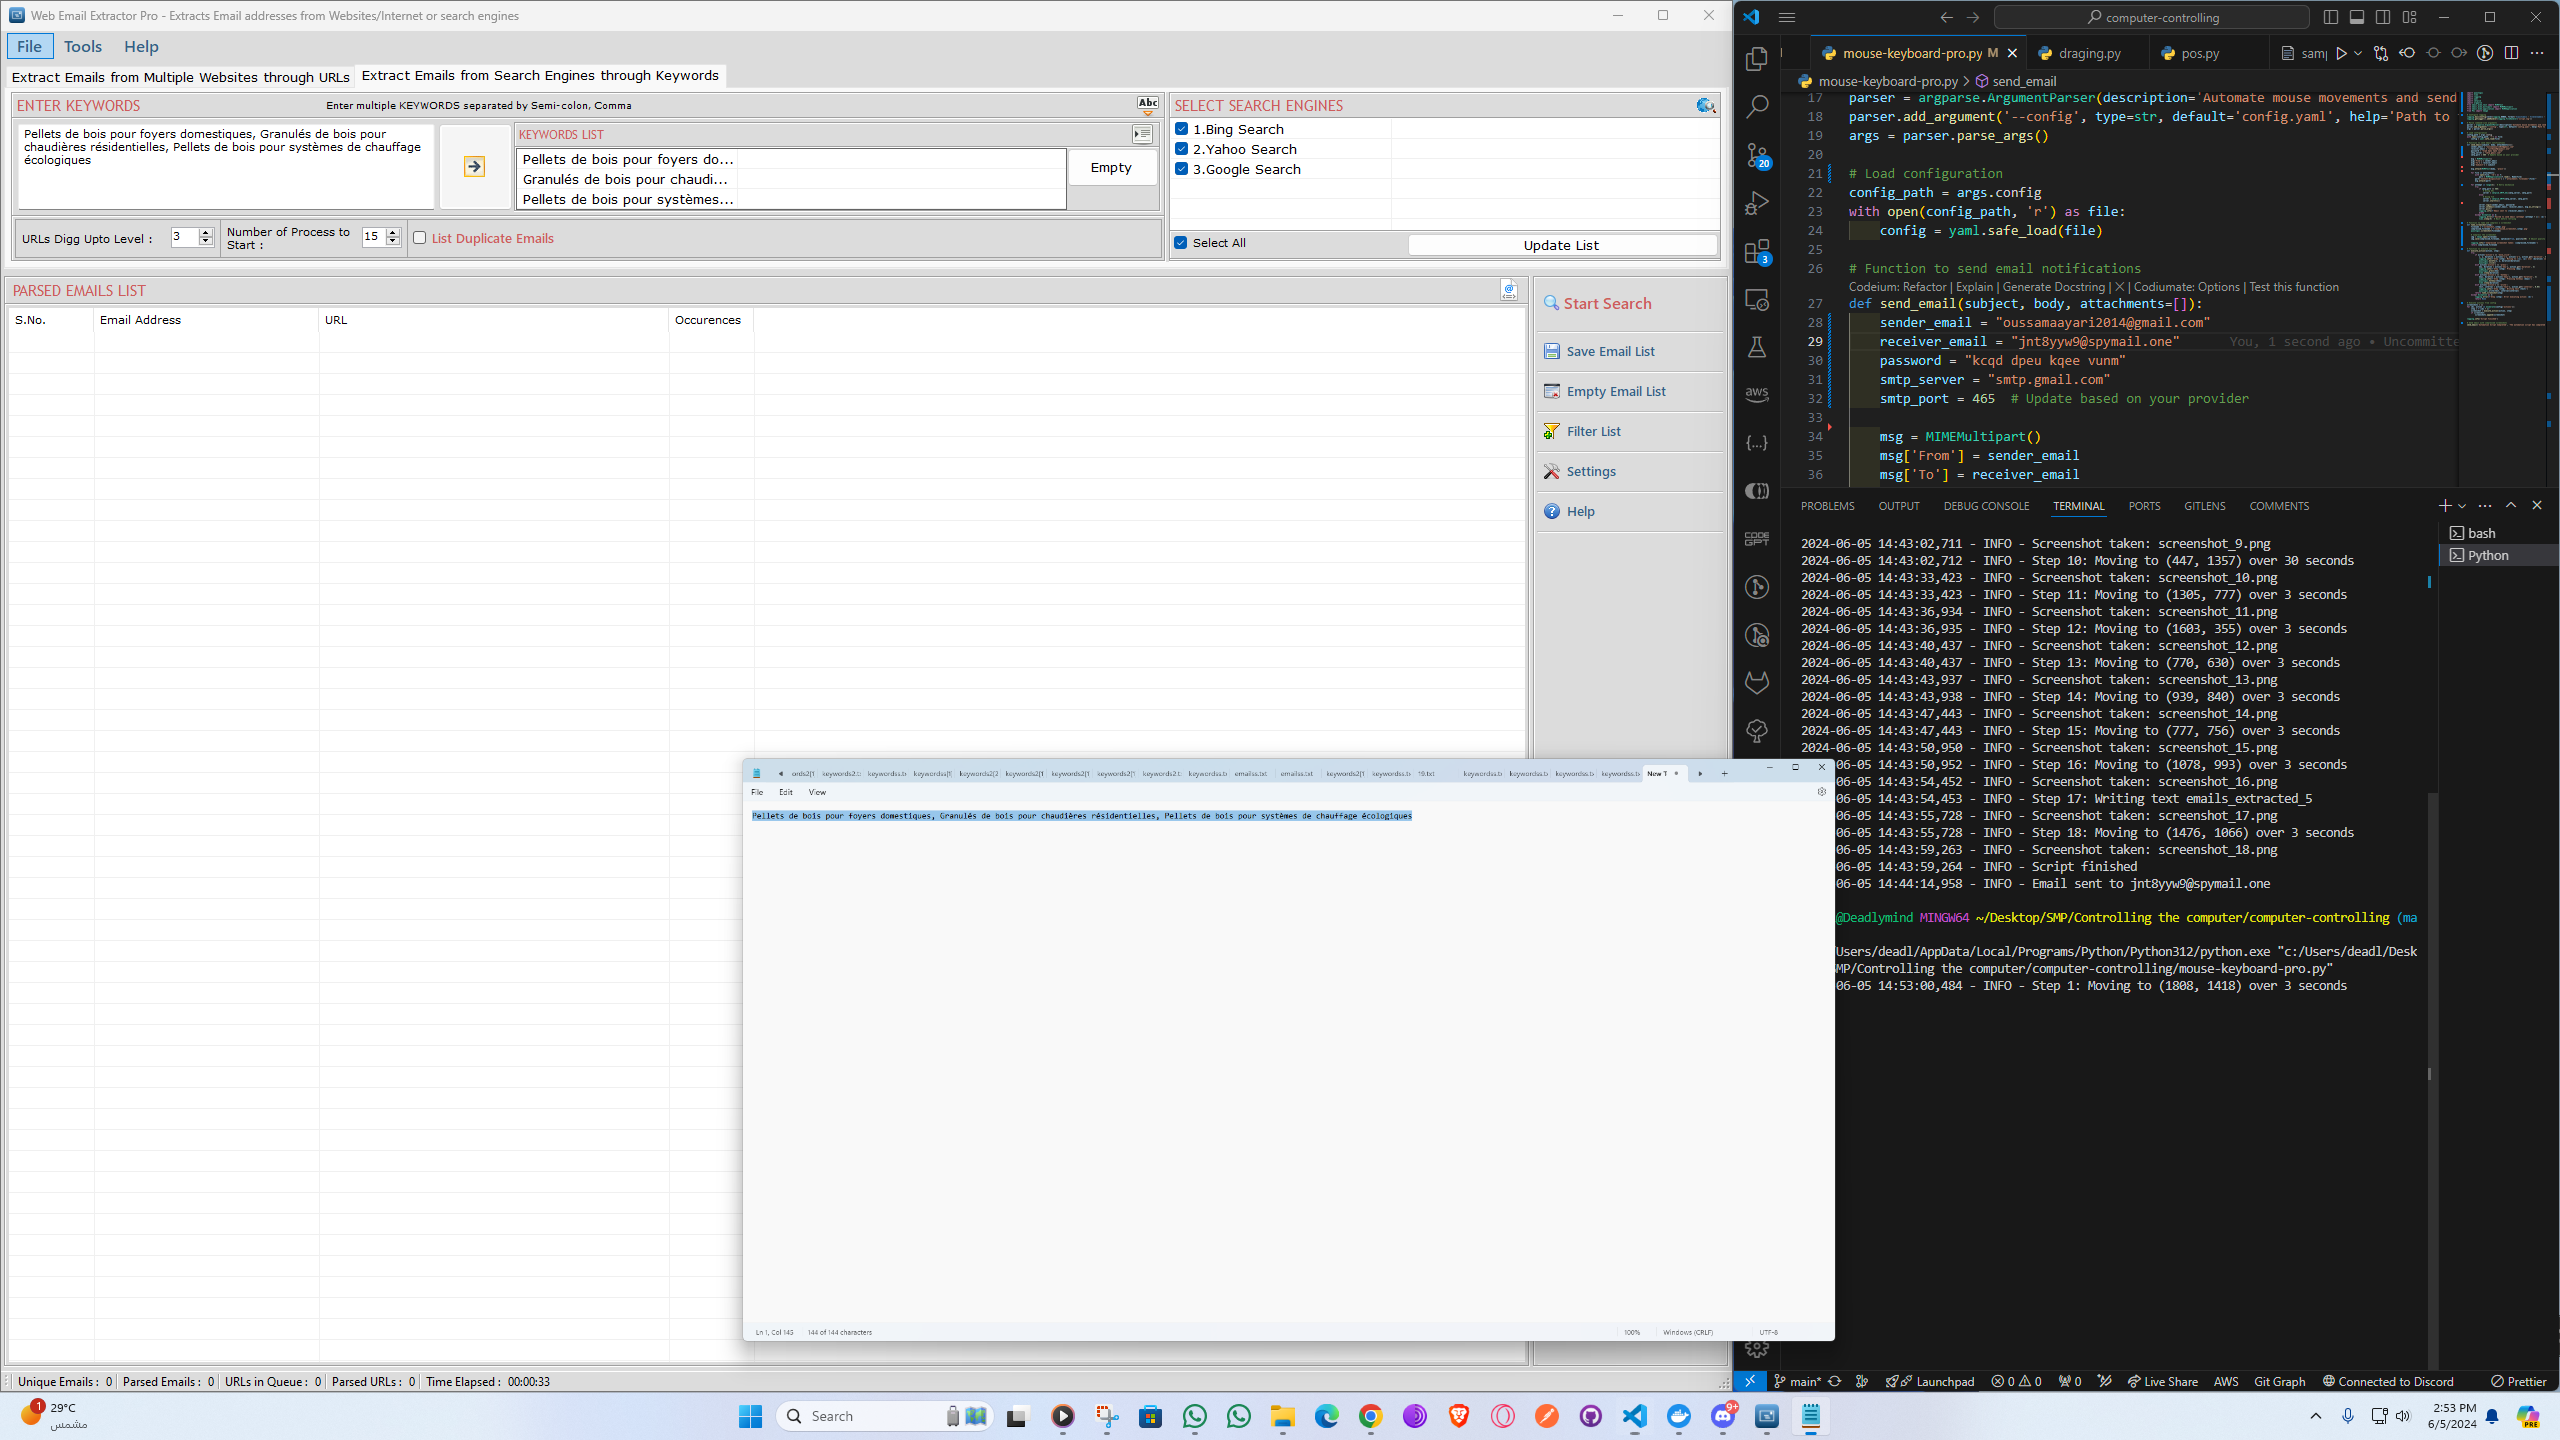 Web Email Extractor Pro - Extracts Email addresses from Websites/Internet or search engines
File Tools Help
Extract Emails from Multiple Websites through URLs
Extract Emails from Search Engines through Keywords
ENTER KEYWORDS
Enter multiple KEYWORDS separated by Semi-colon, Comma
Abc
Pellets de bois pour foyers domestiques, Granulés de bois pour
chaudières résidentielles, Pellets de bois pour systèmes de chauffage
écologiques
KEYWORDS LIST
Pellets de bois pour foyers do...
Granulés de bois pour chaudi...
Pellets de bois pour systèmes...
Empty
URLs Digg Upto Level : 3
Number of Process to
Start : 15
List Duplicate Emails
SELECT SEARCH ENGINES
1.Bing Search
2.Yahoo Search
3.Google Search
Select All
Update List
PARSED EMAILS LIST
S.No. Email Address URL Occurences
Start Search
Save Email List
Empty Email List
Filter List
Settings
Help
Unique Emails : 0 Parsed Emails : 0 URLs in Queue : 0 Parsed URLs : 0 Time Elapsed : 00:00:33
File Edit View
Pellets de bois pour foyers domestiques, Granulés de bois pour chaudières résidentielles, Pellets de bois pour systèmes de chauffage écologiques
Ln 1, Col 145 144 of 144 characters 100% Windows (CRLF) UTF-8
computer-controlling
mouse-keyboard-pro.py M draging.py pos.py sam
mouse-keyboard-pro.py > send_email
17 parser = argparse.ArgumentParser(description='Automate mouse movements and send
18 parser.add_argument('--config', type=str, default='config.yaml', help='Path to
19 args = parser.parse_args()
20
21 # Load configuration
22 config_path = args.config
23 with open(config_path, 'r') as file:
24 config = yaml.safe_load(file)
25
26 # Function to send email notifications
Codeium: Refactor | Explain | Generate Docstring | X | Codiumate: Options | Test this function
27 def send_email(subject, body, attachments=[]):
28 sender_email = "oussamaayari2014@gmail.com"
29 receiver_email = "jnt8yyw9@spymail.one" You, 1 second ago • Uncommitte
30 password = "kcqd dpeu kqee vunm"
31 smtp_server = "smtp.gmail.com"
32 smtp_port = 465 # Update based on your provider
33
34 msg = MIMEMultipart()
35 msg['From'] = sender_email
36 msg['To'] = receiver_email
PROBLEMS OUTPUT DEBUG CONSOLE TERMINAL PORTS GITLENS COMMENTS
bash
Python
2024-06-05 14:43:02,711 - INFO - Screenshot taken: screenshot_9.png
2024-06-05 14:43:02,712 - INFO - Step 10: Moving to (447, 1357) over 30 seconds
2024-06-05 14:43:33,423 - INFO - Screenshot taken: screenshot_10.png
2024-06-05 14:43:33,423 - INFO - Step 11: Moving to (1305, 777) over 3 seconds
2024-06-05 14:43:36,934 - INFO - Screenshot taken: screenshot_11.png
2024-06-05 14:43:36,935 - INFO - Step 12: Moving to (1603, 355) over 3 seconds
2024-06-05 14:43:40,437 - INFO - Screenshot taken: screenshot_12.png
2024-06-05 14:43:40,437 - INFO - Step 13: Moving to (770, 630) over 3 seconds
2024-06-05 14:43:43,937 - INFO - Screenshot taken: screenshot_13.png
2024-06-05 14:43:43,938 - INFO - Step 14: Moving to (939, 840) over 3 seconds
2024-06-05 14:43:47,443 - INFO - Screenshot taken: screenshot_14.png
2024-06-05 14:43:47,443 - INFO - Step 15: Moving to (777, 756) over 3 seconds
2024-06-05 14:43:50,950 - INFO - Screenshot taken: screenshot_15.png
06-05 14:43:50,952 - INFO - Step 16: Moving to (1078, 993) over 3 seconds
06-05 14:43:54,452 - INFO - Screenshot taken: screenshot_16.png
06-05 14:43:54,453 - INFO - Step 17: Writing text emails_extracted_5
06-05 14:43:55,728 - INFO - Screenshot taken: screenshot_17.png
06-05 14:43:55,728 - INFO - Step 18: Moving to (1476, 1066) over 3 seconds
06-05 14:43:59,263 - INFO - Screenshot taken: screenshot_18.png
06-05 14:43:59,264 - INFO - Script finished
06-05 14:44:14,958 - INFO - Email sent to jnt8yyw9@spymail.one
@Deadlymind MINGW64 ~/Desktop/SMP/Controlling the computer/computer-controlling (ma
Users/deadl/AppData/Local/Programs/Python/Python312/python.exe "c:/Users/deadl/Desk
MP/Controlling the computer/computer-controlling/mouse-keyboard-pro.py"
06-05 14:53:00,484 - INFO - Step 1: Moving to (1808, 1418) over 3 seconds
main* Launchpad 0 0 0 Live Share AWS Git Graph Connected to Discord Prettier
29°C
مشمس
Search
2:53 PM
6/5/2024